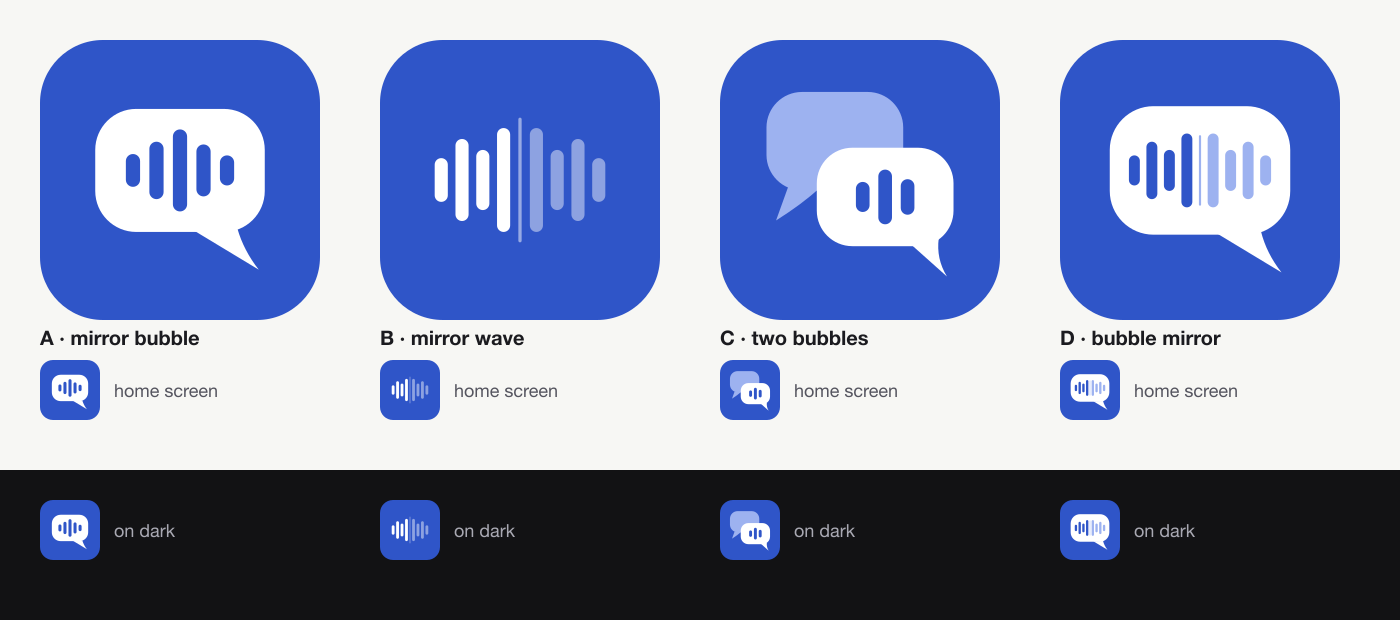 A · mirror bubble
B · mirror wave
C · two bubbles
D · bubble mirror
home screen
home screen
home screen
home screen
on dark
on dark
on dark
on dark